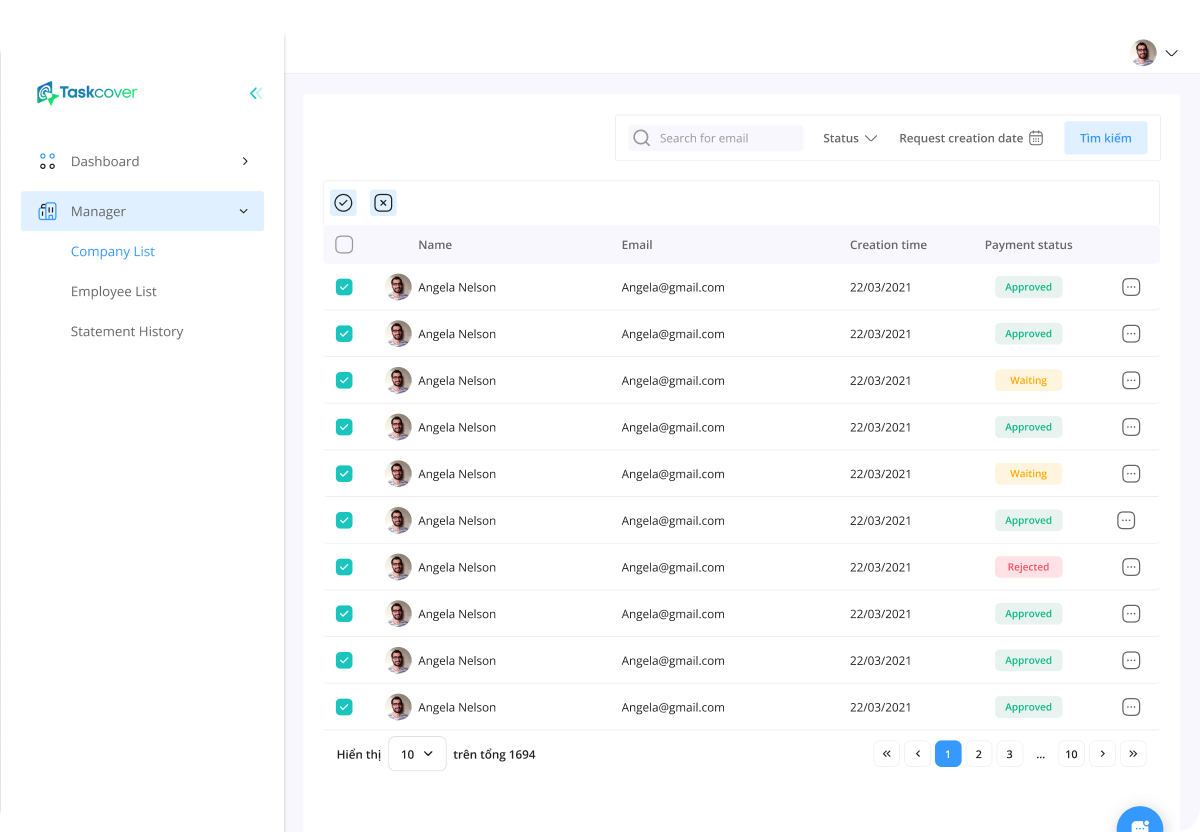 Taskcover
Dashboard
Manager
Company List
Employee List
Statement History
Search for email Status Request creation date Tìm kiếm
Name Email Creation time Payment status
Angela Nelson Angela@gmail.com 22/03/2021 Approved
Angela Nelson Angela@gmail.com 22/03/2021 Approved
Angela Nelson Angela@gmail.com 22/03/2021 Waiting
Angela Nelson Angela@gmail.com 22/03/2021 Approved
Angela Nelson Angela@gmail.com 22/03/2021 Waiting
Angela Nelson Angela@gmail.com 22/03/2021 Approved
Angela Nelson Angela@gmail.com 22/03/2021 Rejected
Angela Nelson Angela@gmail.com 22/03/2021 Approved
Angela Nelson Angela@gmail.com 22/03/2021 Approved
Angela Nelson Angela@gmail.com 22/03/2021 Approved
Hiển thị 10 trên tổng 1694 « ‹ 1 2 3 ... 10 › »